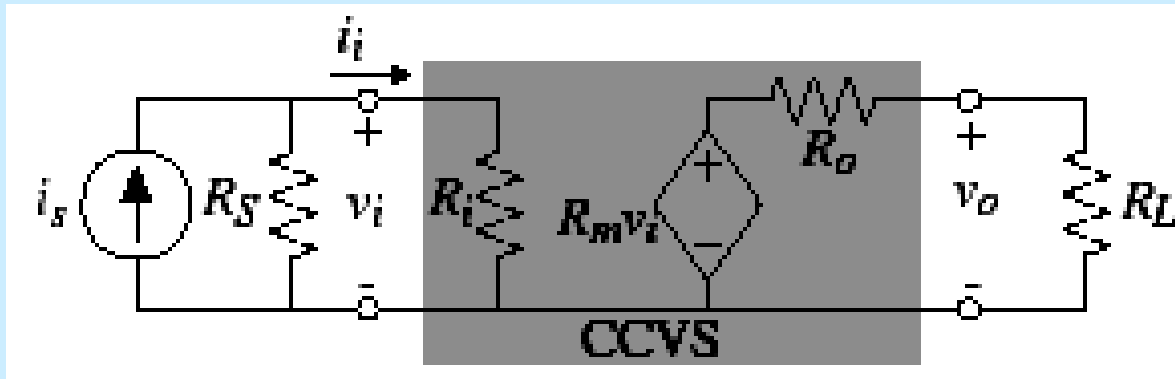 i_i
i_s R_S + v_i - R_i R_m v_i + - R_o + v_o - R_L
CCVS